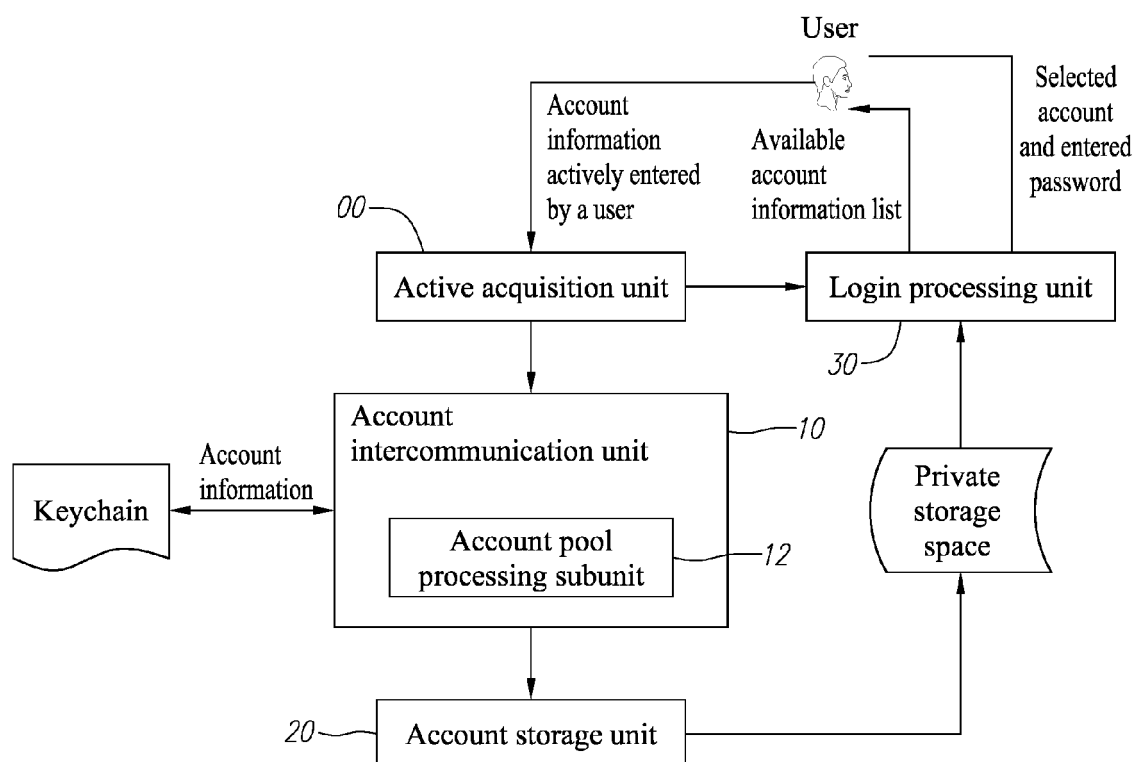 User
Account
information
actively entered
by a user
Available
account
information list
Selected
account
and entered
password
00
Active acquisition unit
Login processing unit
30
Account
intercommunication unit
10
Account
information
Keychain
Account pool
processing subunit
12
Private
storage
space
20
Account storage unit